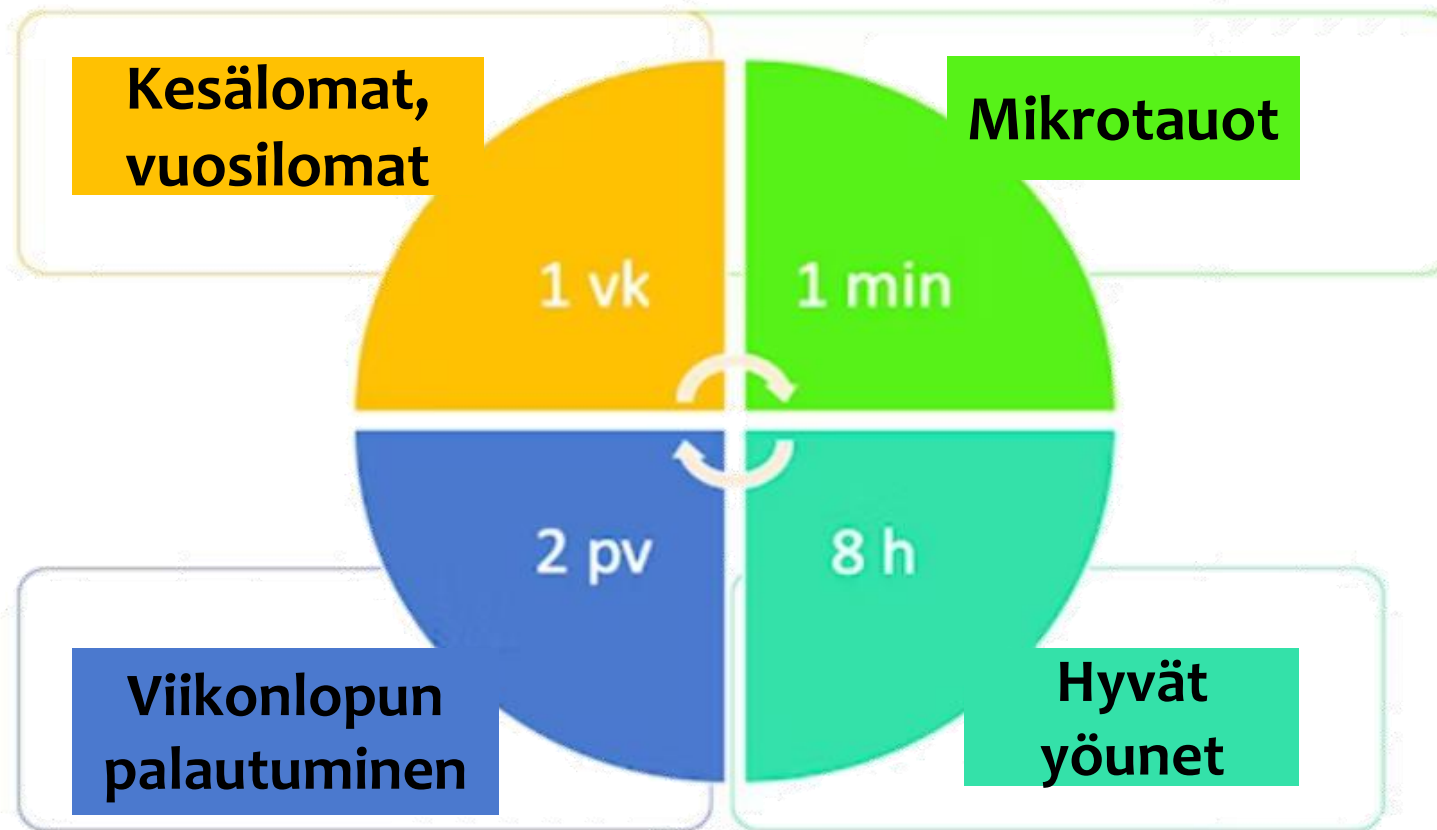 Kesälomat,
vuosilomat
Mikrotauot
1 vk
1 min
2 pv
8 h
Viikonlopun
palautuminen
Hyvät
yöunet